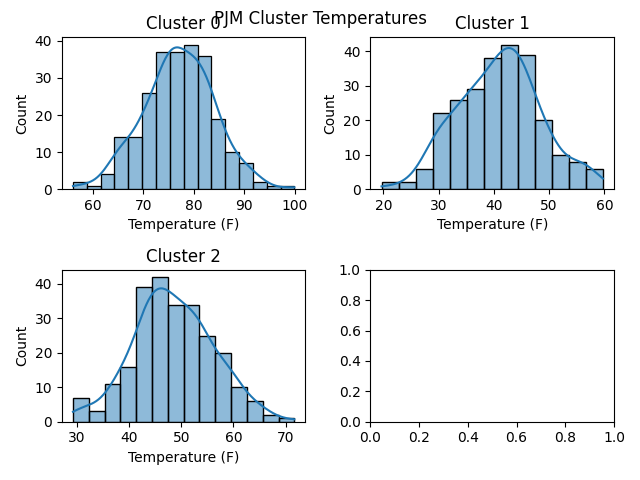 PJM Cluster Temperatures
Cluster 0
40
30
20
10
0
Count
60 70 80 90 100
Temperature (F)
Cluster 1
40
30
20
10
0
Count
20 30 40 50 60
Temperature (F)
Cluster 2
40
30
20
10
0
Count
30 40 50 60 70
Temperature (F)
1.0
0.8
0.6
0.4
0.2
0.0
0.0 0.2 0.4 0.6 0.8 1.0